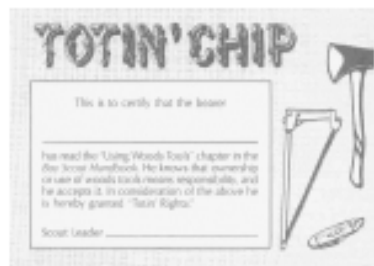 TOTIN' CHIP
This is to certify that the bearer
has read the "Using Woods Tools" chapter in the
Boy Scout Handbook. He knows that ownership
or use of woods tools means responsibility, and
he accepts it. In consideration of the above he
is hereby granted "Totin' Rights."
Scout Leader